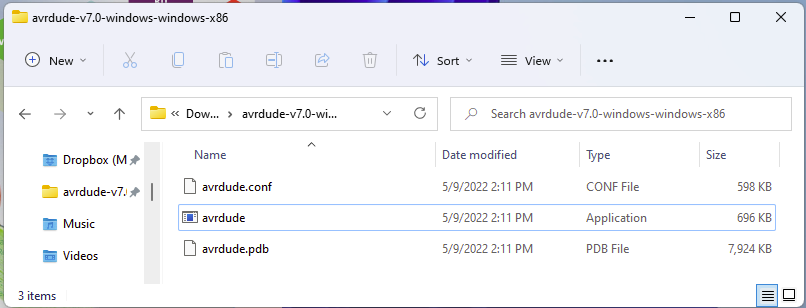 avrdude-v7.0-windows-windows-x86
New Sort View
« Dow... avrdude-v7.0-wi... Search avrdude-v7.0-windows-windows-x86
Name Date modified Type Size
Dropbox (M
avrdude-v7.(
Music
Videos
avrdude.conf 5/9/2022 2:11 PM CONF File 598 KB
avrdude 5/9/2022 2:11 PM Application 696 KB
avrdude.pdb 5/9/2022 2:11 PM PDB File 7,924 KB
3 items